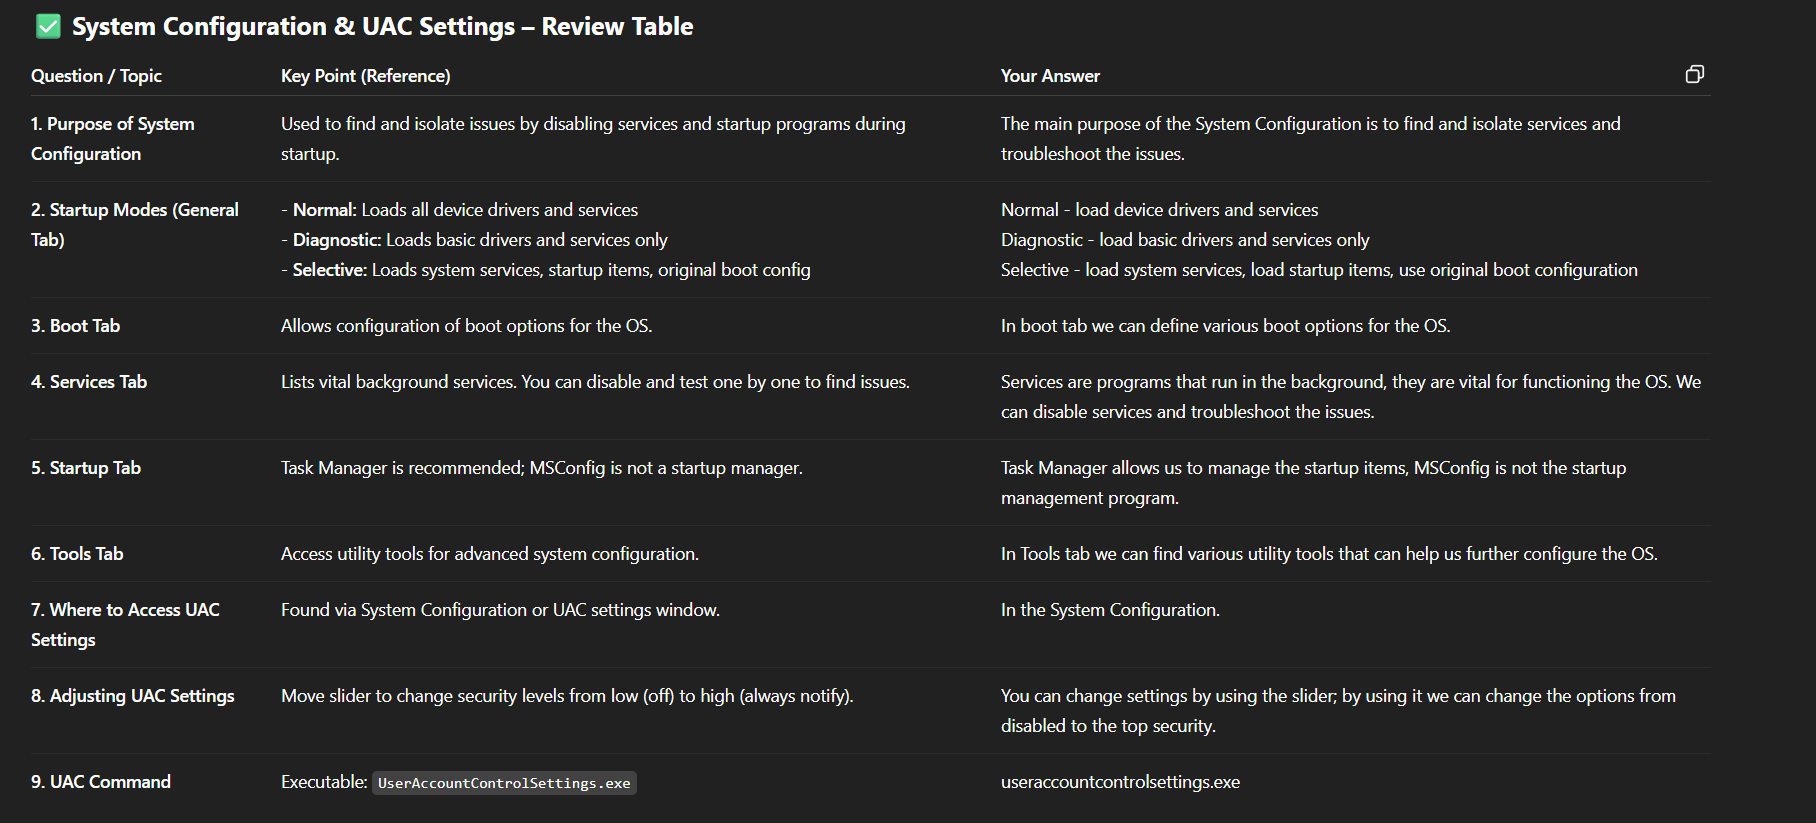 ✅ System Configuration & UAC Settings – Review Table
Question / Topic
Key Point (Reference)
Your Answer
1. Purpose of System
Configuration
Used to find and isolate issues by disabling services and startup programs during
startup.
The main purpose of the System Configuration is to find and isolate services and
troubleshoot the issues.
2. Startup Modes (General
Tab)
- Normal: Loads all device drivers and services
- Diagnostic: Loads basic drivers and services only
- Selective: Loads system services, startup items, original boot config
Normal - load device drivers and services
Diagnostic - load basic drivers and services only
Selective - load system services, load startup items, use original boot configuration
3. Boot Tab
Allows configuration of boot options for the OS.
In boot tab we can define various boot options for the OS.
4. Services Tab
Lists vital background services. You can disable and test one by one to find issues.
Services are programs that run in the background, they are vital for functioning the OS. We
can disable services and troubleshoot the issues.
5. Startup Tab
Task Manager is recommended; MSConfig is not a startup manager.
Task Manager allows us to manage the startup items, MSConfig is not the startup
management program.
6. Tools Tab
Access utility tools for advanced system configuration.
In Tools tab we can find various utility tools that can help us further configure the OS.
7. Where to Access UAC
Settings
Found via System Configuration or UAC settings window.
In the System Configuration.
8. Adjusting UAC Settings
Move slider to change security levels from low (off) to high (always notify).
You can change settings by using the slider; by using it we can change the options from
disabled to the top security.
9. UAC Command
Executable: UserAccountControlSettings.exe
useraccountcontrolsettings.exe